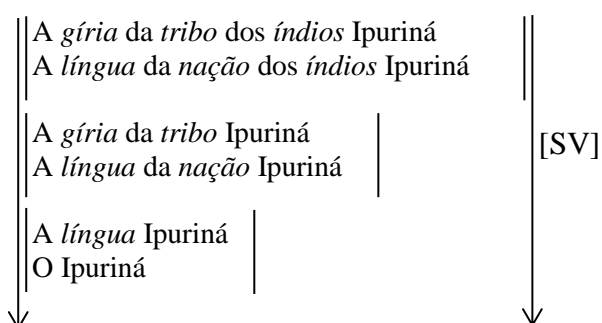 A gíria da tribo dos índios Ipuriná
A língua da nação dos índios Ipuriná
A gíria da tribo Ipuriná
A língua da nação Ipuriná
[SV]
A língua Ipuriná
O Ipuriná